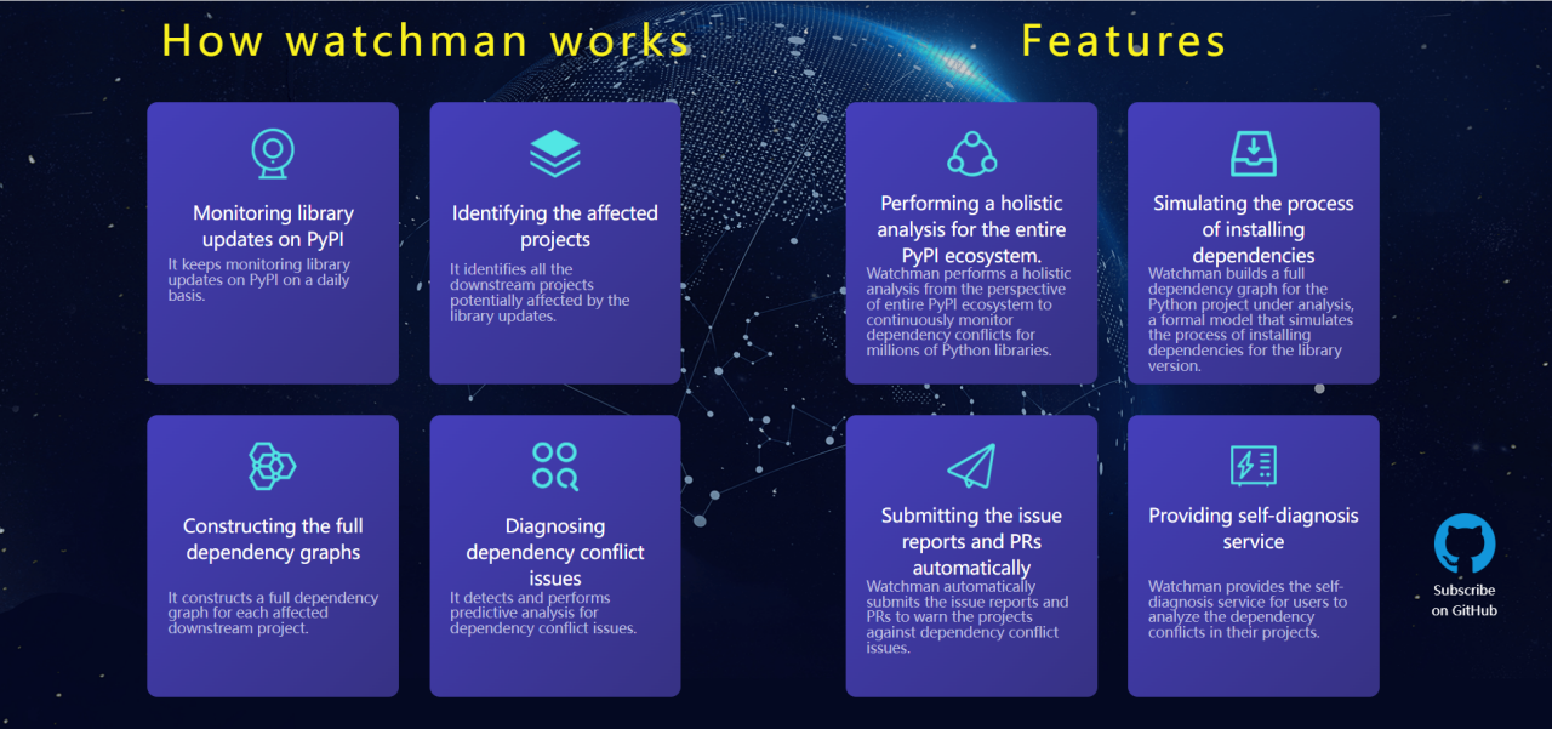 How watchman works
Monitoring library
updates on PyPI
It keeps monitoring library
updates on PyPI on a daily
basis.
Identifying the affected
projects
It identifies all the
downstream projects
potentially affected by the
library updates.
Constructing the full
dependency graphs
It constructs a full dependency
graph for each affected
downstream project.
Diagnosing
dependency conflict
issues
It detects and performs
predictive analysis for
dependency conflict issues.
Features
Performing a holistic
analysis for the entire
PyPI ecosystem.
Watchman performs a holistic
analysis from the perspective
of entire PyPI ecosystem to
continuously monitor
dependency conflicts for
millions of Python libraries.
Simulating the process
of installing
dependencies
Watchman builds a full
dependency graph for the
Python project under analysis,
a formal model that simulates
the process of installing
dependencies for the library
version.
Submitting the issue
reports and PRs
automatically
Watchman automatically
submits the issue reports and
PRs to warn the projects
against dependency conflict
issues.
Providing self-diagnosis
service
Watchman provides the self-
diagnosis service for users to
analyze the dependency
conflicts in their projects.
Subscribe
on GitHub